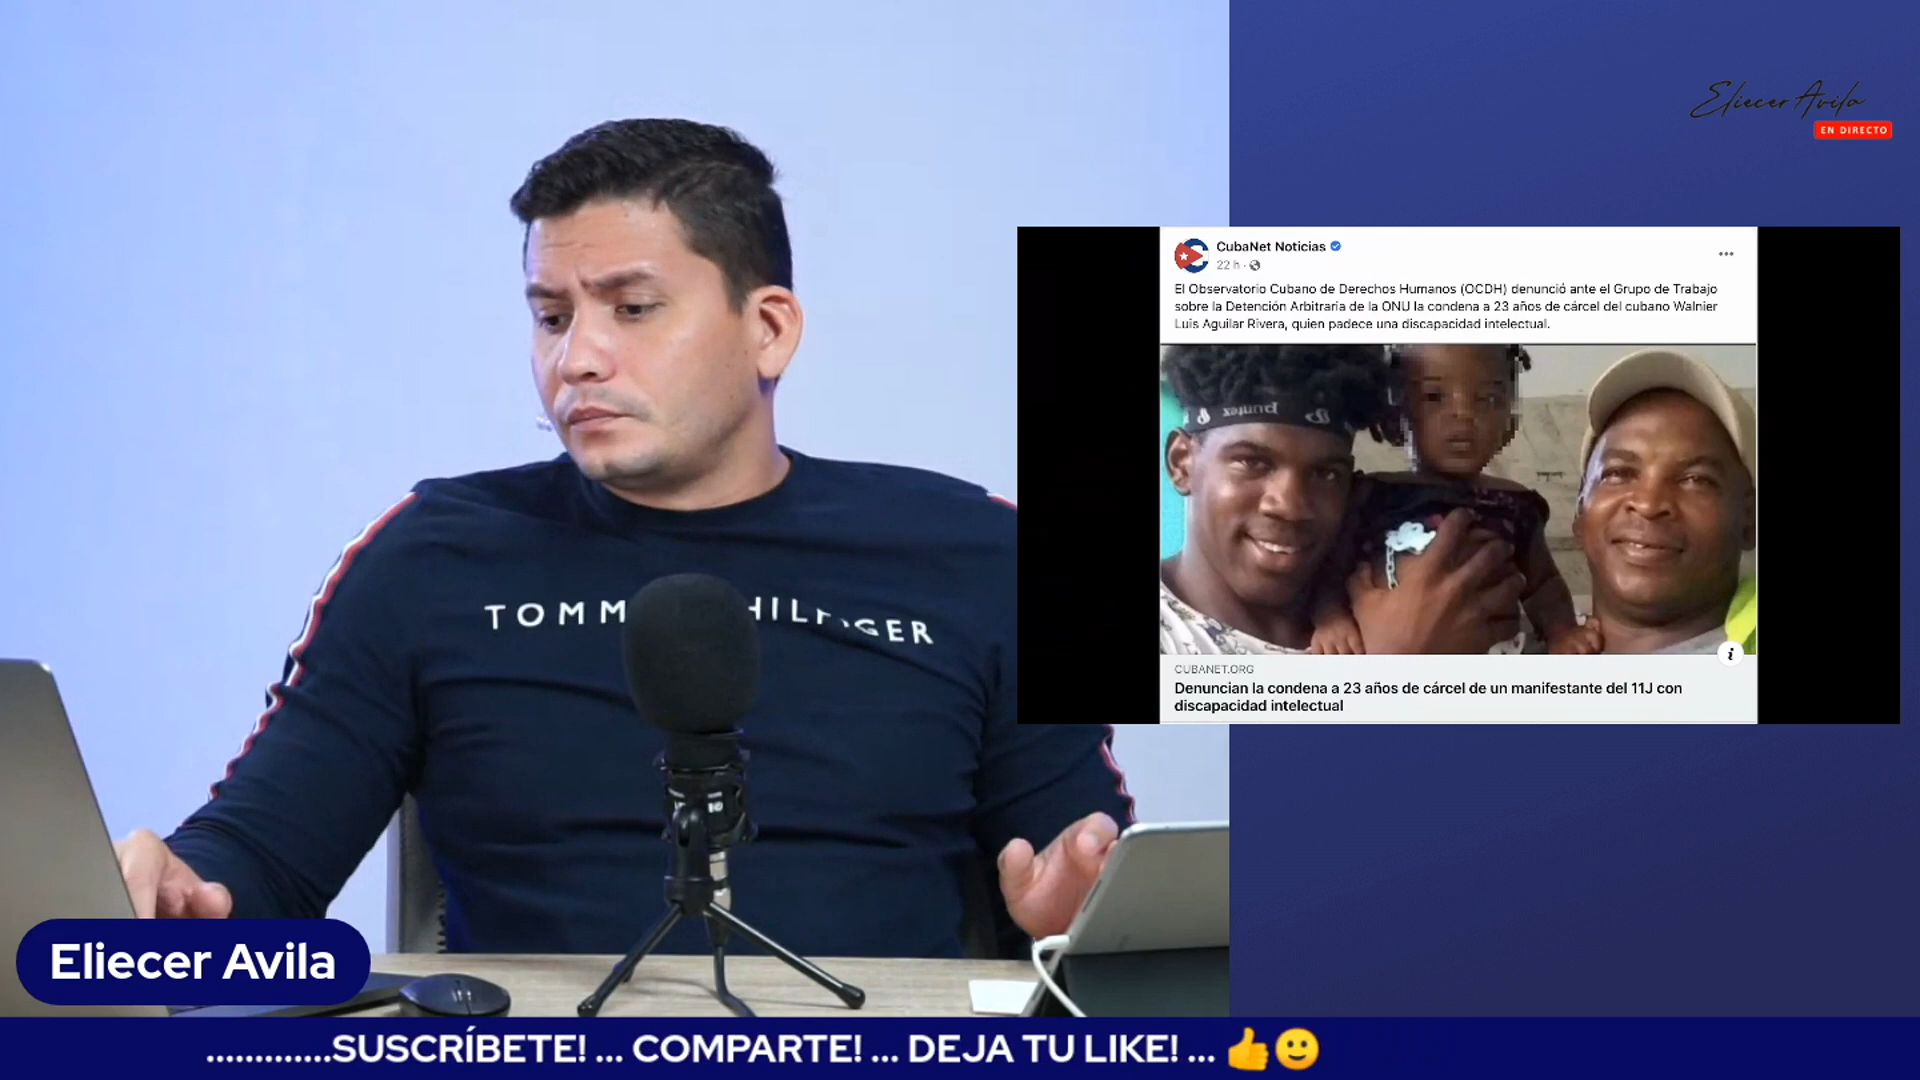 Eliecer Avila
EN DIRECTO
CubaNet Noticias
22 h ·
El Observatorio Cubano de Derechos Humanos (OCDH) denunció ante el Grupo de Trabajo
sobre la Detención Arbitraria de la ONU la condena a 23 años de cárcel del cubano Walnier
Luis Aguilar Rivera, quien padece una discapacidad intelectual.
CUBANET.ORG
Denuncian la condena a 23 años de cárcel de un manifestante del 11J con
discapacidad intelectual
TOMM HILFIGER
Eliecer Avila
.............SUSCRÍBETE! ... COMPARTE! ... DEJA TU LIKE! ... 👍🙂